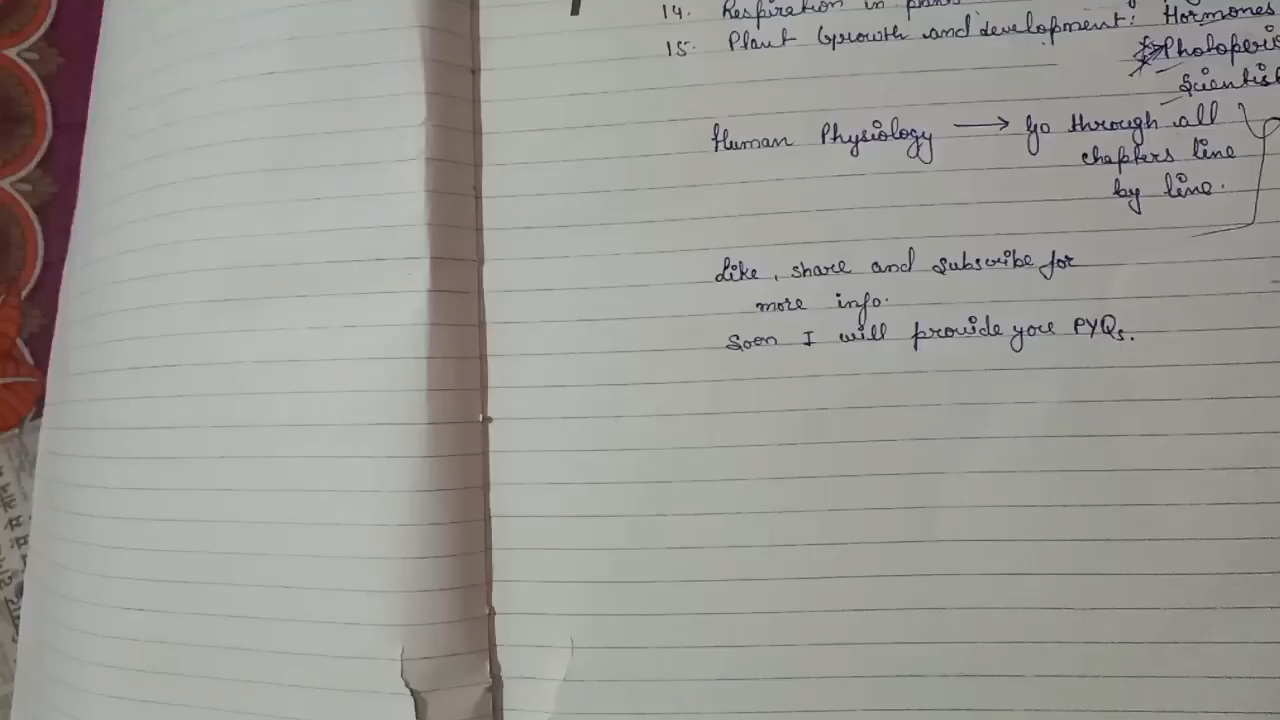 14. Respiration in
15. Plant Growth and development: Hormones
Scientist
Human Physiology → Go through all
chapters line
by line.
Like, share and subscribe for
more info.
Soon I will provide you PYQs.